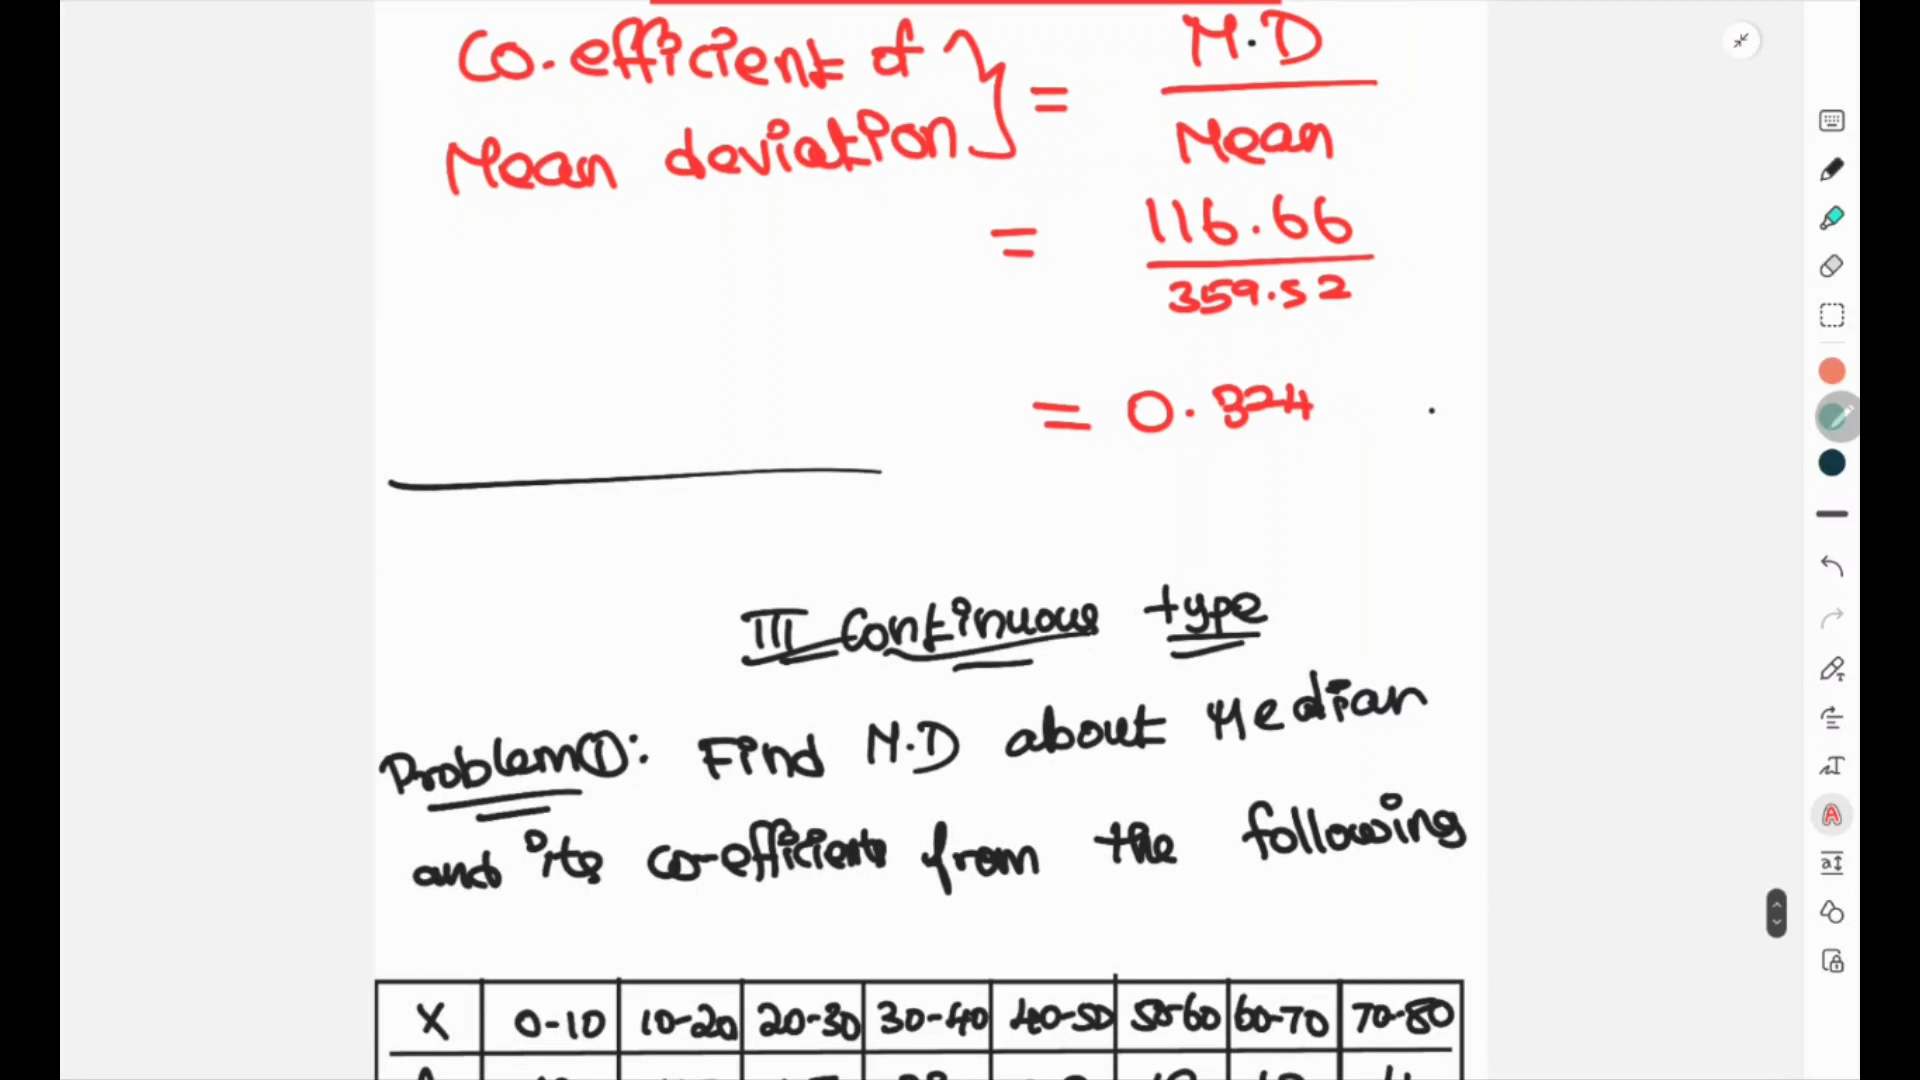 Co.efficient of } = M.D
Mean deviation Mean
= 116.66
359.52
= 0.324
III Continuous type
Problem①: Find M.D about Median
and its co-efficient from the following
X 0-10 10-20 20-30 30-40 40-50 50-60 60-70 70-80